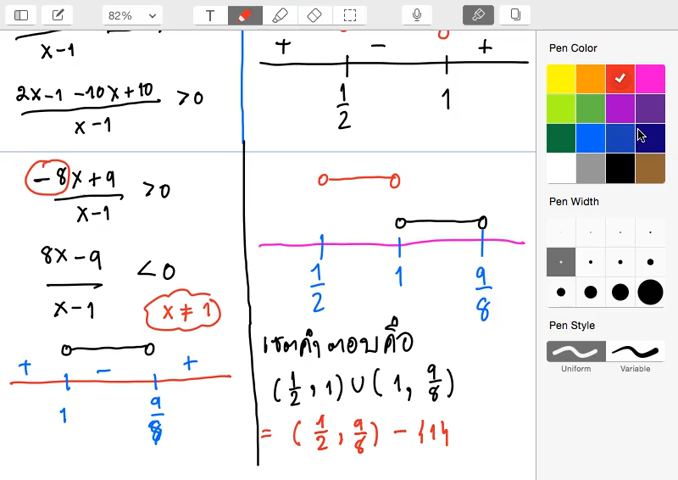 82%
T
x-1
2x-1 -10x+10 / x-1 >0
-8x+9 / x-1 >0
8x-9 / x-1 <0
x ≠ 1
+ - +
1 9/8
+ - +
1/2 1
1/2 1 9/8
เซตคำตอบคือ
(1/2 , 1) ∪ (1, 9/8)
= (1/2 , 9/8) - {1}
Pen Color
Pen Width
Pen Style
Uniform Variable